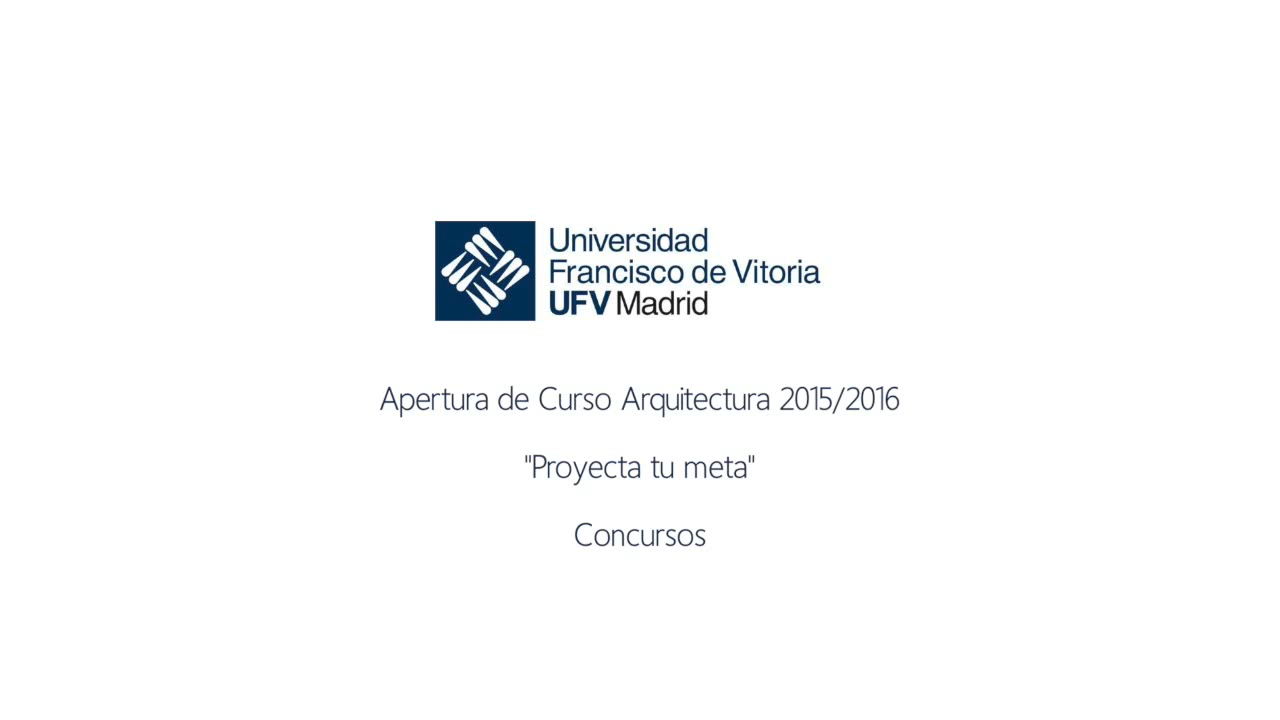 Universidad
Francisco de Vitoria
UFV Madrid
Apertura de Curso Arquitectura 2015/2016
"Proyecta tu meta"
Concursos